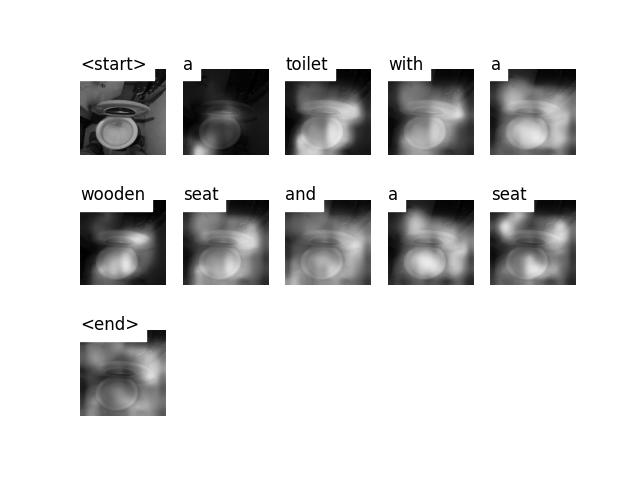 <start> a toilet with a
wooden seat and a seat
<end>